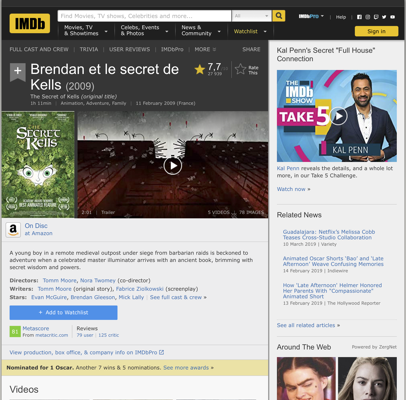 IMDb
Find Movies, TV shows, Celebrities and more...
All
Movies, TV
& Showtimes
Celebs, Events
& Photos
News &
Community
Watchlist
IMDbPro
Help
Sign in
FULL CAST AND CREW | TRIVIA | USER REVIEWS | IMDbPro | MORE
SHARE
+
Brendan et le secret de
Kells (2009)
The Secret of Kells (original title)
1h 11min | Animation, Adventure, Family | 11 February 2009 (France)
7,7/10
Rate
This
THE
SECRET
of KELLS
2:01 | Trailer
5 VIDEOS | 78 IMAGES
a
On Disc
at Amazon
A young boy in a remote medieval outpost under siege from barbarian raids is beckoned to
adventure when a celebrated master illuminator arrives with an ancient book, brimming with
secret wisdom and powers.
Directors: Tomm Moore, Nora Twomey (co-director)
Writers: Tomm Moore (original story), Fabrice Ziolkowski (screenplay)
Stars: Evan McGuire, Brendan Gleeson, Mick Lally | See full cast & crew »
+ Add to Watchlist
81
Metascore
From metacritic.com
Reviews
79 user | 125 critic
View production, box office, & company info on IMDbPro
Nominated for 1 Oscar. Another 7 wins & 5 nominations. See more awards »
Videos
Kal Penn's Secret "Full House"
Connection
THE
IMDb
SHOW
TAKE 5
KAL PENN
Kal Penn reveals the details, and a whole lot
more, in our Take 5 Challenge.
Watch now »
Related News
Guadalajara: Netflix's Melissa Cobb
Teases Cross-Studio Collaboration
10 March 2019 | Variety
Animated Oscar Shorts 'Bao' and 'Late
Afternoon' Weave Confusing Memories
14 February 2019 | Indiewire
How 'Late Afternoon' Helmer Honored
Her Parents With "Compassionate"
Animated Short
13 February 2019 | The Hollywood Reporter
See all related articles »
Around The Web
Powered by ZergNet